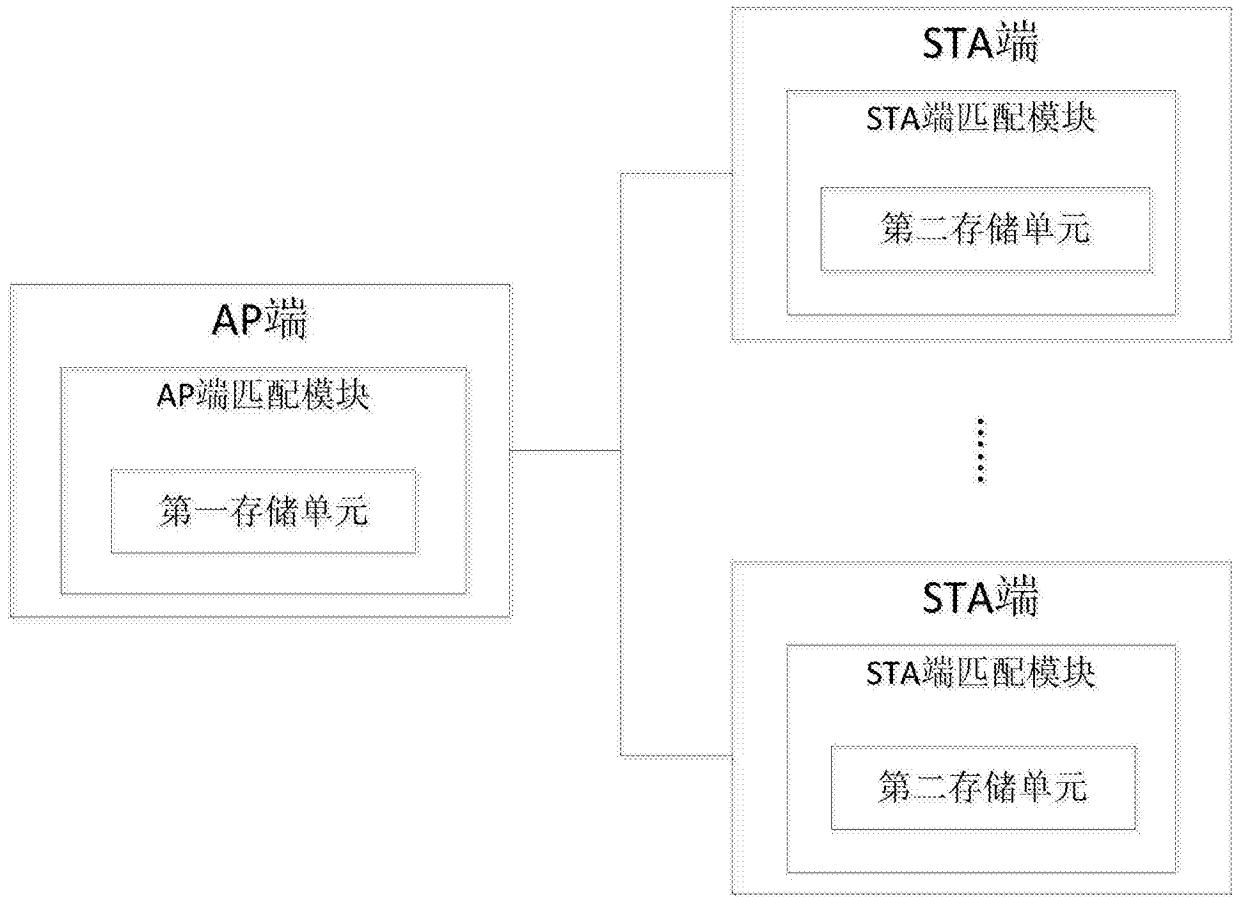 AP端
AP端匹配模块
第一存储单元
STA端
STA端匹配模块
第二存储单元
......
STA端
STA端匹配模块
第二存储单元